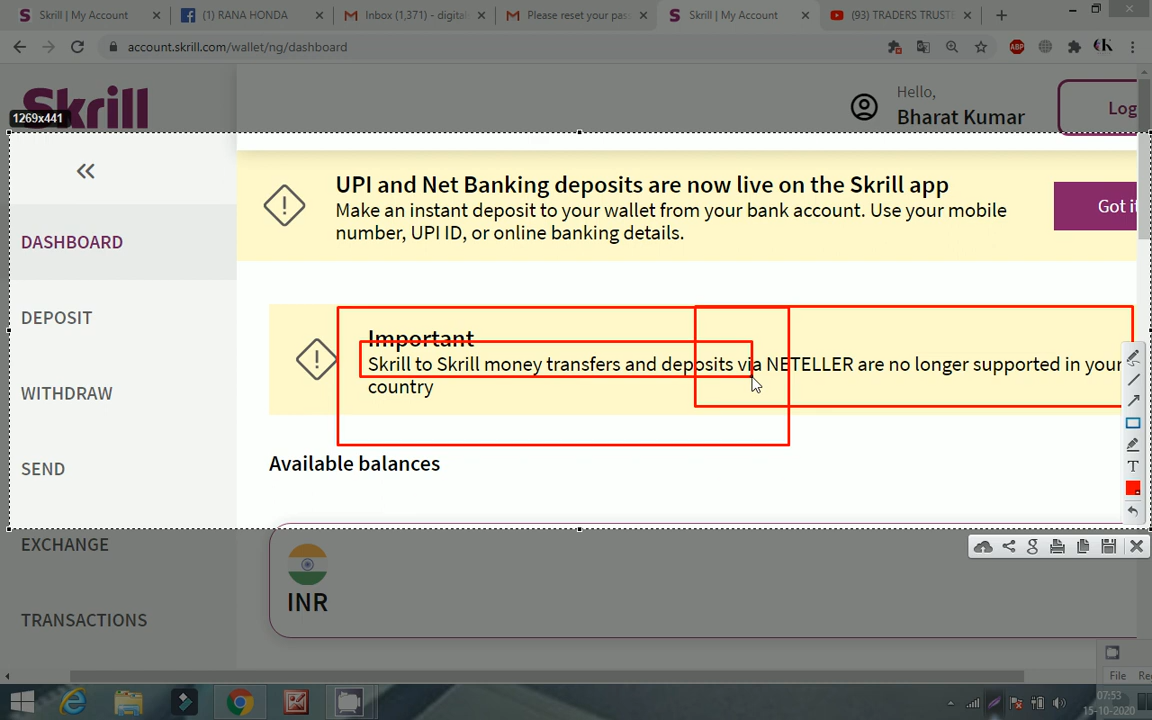 Skrill | My Account
(1) RANA HONDA
Inbox (1,371) - digita
Please reset your pas
Skrill | My Account
(93) TRADERS TRUST
account.skrill.com/wallet/ng/dashboard
ABP
K
Skrill
1269x441
Hello,
Bharat Kumar
Log
UPI and Net Banking deposits are now live on the Skrill app
Make an instant deposit to your wallet from your bank account. Use your mobile
number, UPI ID, or online banking details.
Got it
DASHBOARD
DEPOSIT
WITHDRAW
SEND
EXCHANGE
TRANSACTIONS
Important
Skrill to Skrill money transfers and deposits via NETELLER are no longer supported in your
country
Available balances
INR
T
g
File Re
07:53
15-10-2020